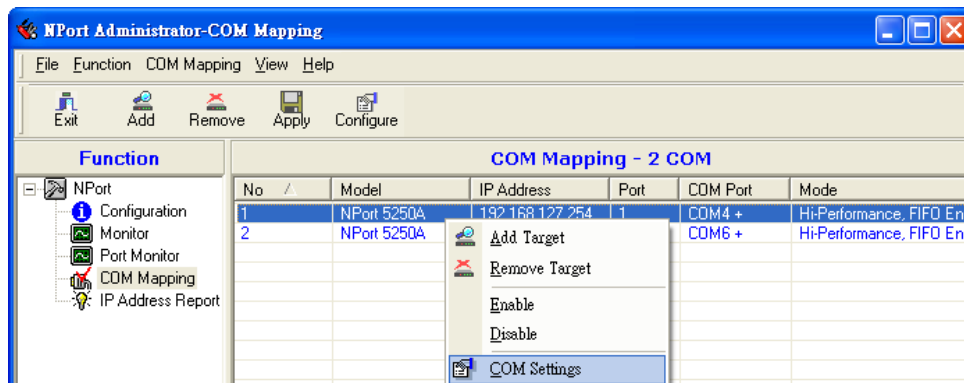 NPort Administrator-COM Mapping
File Function COM Mapping View Help
Exit Add Remove Apply Configure
Function
COM Mapping - 2 COM
NPort
Configuration
Monitor
Port Monitor
COM Mapping
IP Address Report
No Model IP Address Port COM Port Mode
1 NPort 5250A 192.168.127.254 1 COM4 + Hi-Performance, FIFO En
2 NPort 5250A COM6 + Hi-Performance, FIFO En
Add Target
Remove Target
Enable
Disable
COM Settings